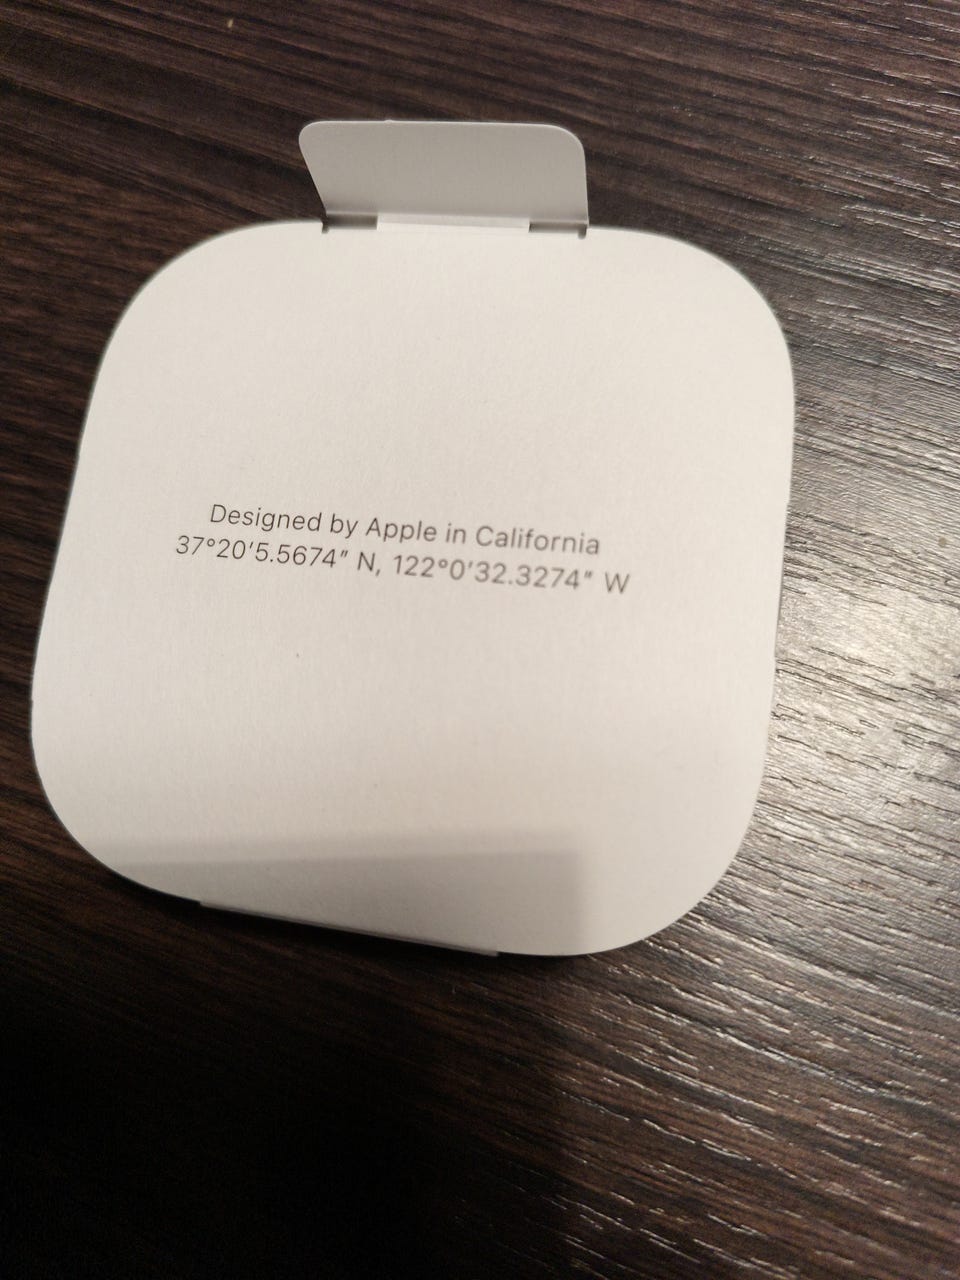 Designed by Apple in California
37°20’5.5674” N, 122°0’32.3274” W